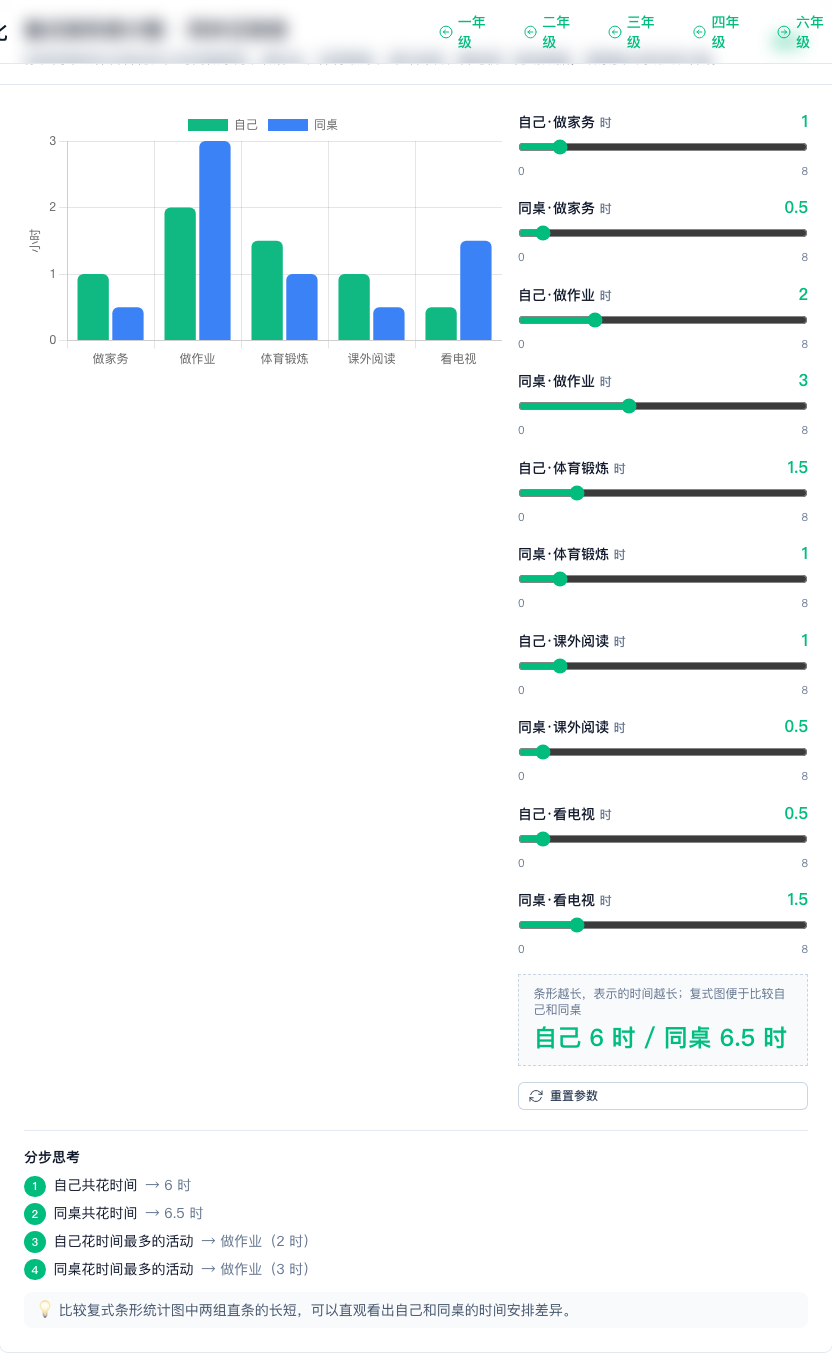 一年级
二年级
三年级
四年级
六年级
自己
同桌
3
2
1
0
小时
做家务
做作业
体育锻炼
课外阅读
看电视
自己·做家务 时 1
0 8
同桌·做家务 时 0.5
0 8
自己·做作业 时 2
0 8
同桌·做作业 时 3
0 8
自己·体育锻炼 时 1.5
0 8
同桌·体育锻炼 时 1
0 8
自己·课外阅读 时 1
0 8
同桌·课外阅读 时 0.5
0 8
自己·看电视 时 0.5
0 8
同桌·看电视 时 1.5
0 8
条形越长，表示的时间越长；复式图便于比较自
己和同桌
自己 6 时 / 同桌 6.5 时
重置参数
分步思考
1 自己共花时间 → 6 时
2 同桌共花时间 → 6.5 时
3 自己花时间最多的活动 → 做作业（2 时）
4 同桌花时间最多的活动 → 做作业（3 时）
比较复式条形统计图中两组直条的长短，可以直观看出自己和同桌的时间安排差异。